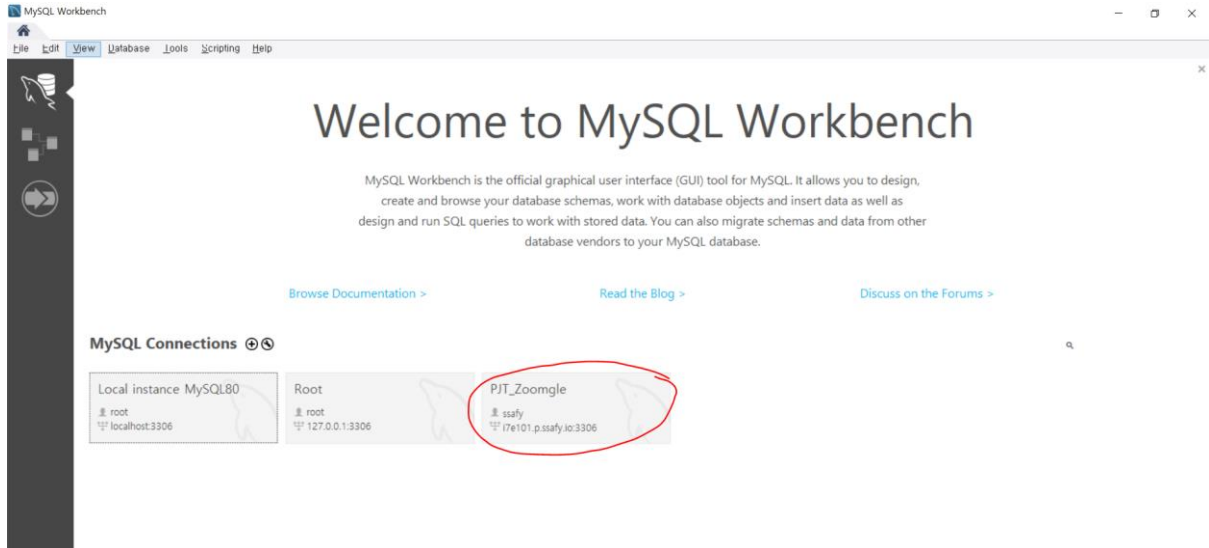 MySQL Workbench
File Edit View Database Tools Scripting Help
Welcome to MySQL Workbench
MySQL Workbench is the official graphical user interface (GUI) tool for MySQL. It allows you to design,
create and browse your database schemas, work with database objects and insert data as well as
design and run SQL queries to work with stored data. You can also migrate schemas and data from other
database vendors to your MySQL database.
Browse Documentation > Read the Blog > Discuss on the Forums >
MySQL Connections
Local instance MySQL80 Root PJT_Zoomgle
root root ssafy
localhost:3306 127.0.0.1:3306 i7e101.p.ssafy.io:3306